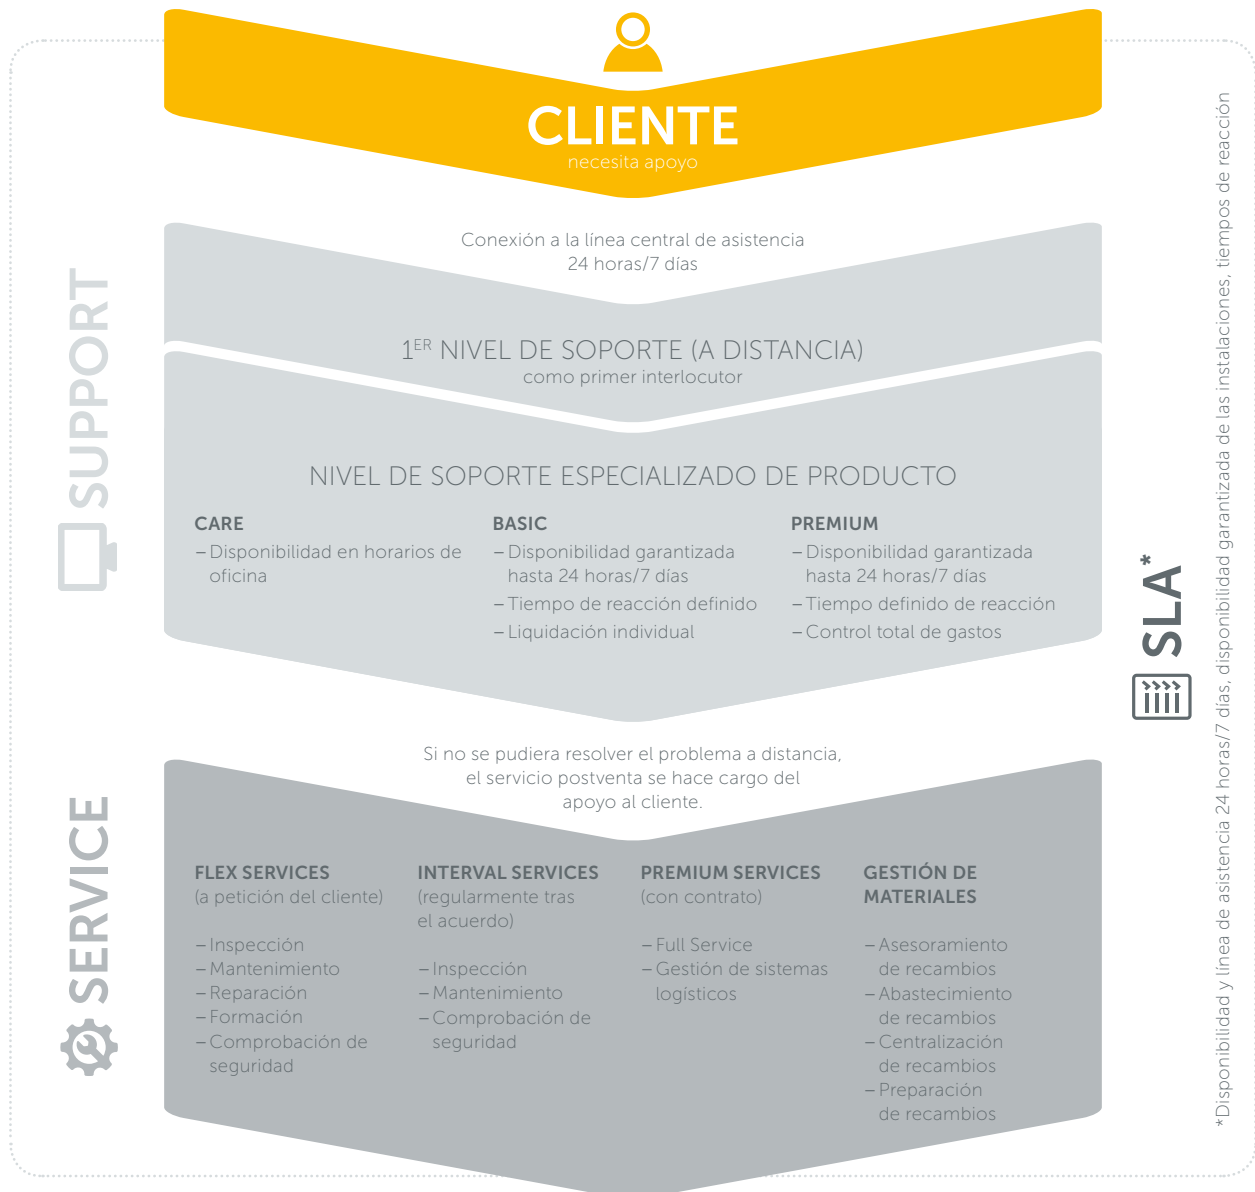 CLIENTE
necesita apoyo
Conexión a la línea central de asistencia
24 horas/7 días
SUPPORT
1ER NIVEL DE SOPORTE (A DISTANCIA)
como primer interlocutor
NIVEL DE SOPORTE ESPECIALIZADO DE PRODUCTO
CARE
– Disponibilidad en horarios de
oficina
BASIC
– Disponibilidad garantizada
hasta 24 horas/7 días
– Tiempo de reacción definido
– Liquidación individual
PREMIUM
– Disponibilidad garantizada
hasta 24 horas/7 días
– Tiempo definido de reacción
– Control total de gastos
Si no se pudiera resolver el problema a distancia,
el servicio postventa se hace cargo del
apoyo al cliente.
SERVICE
FLEX SERVICES
(a petición del cliente)
– Inspección
– Mantenimiento
– Reparación
– Formación
– Comprobación de
seguridad
INTERVAL SERVICES
(regularmente tras
el acuerdo)
– Inspección
– Mantenimiento
– Comprobación de
seguridad
PREMIUM SERVICES
(con contrato)
– Full Service
– Gestión de sistemas
logísticos
GESTIÓN DE
MATERIALES
– Asesoramiento
de recambios
– Abastecimiento
de recambios
– Centralización
de recambios
– Preparación
de recambios
SLA*
*Disponibilidad y línea de asistencia 24 horas/7 días, disponibilidad garantizada de las instalaciones, tiempos de reacción